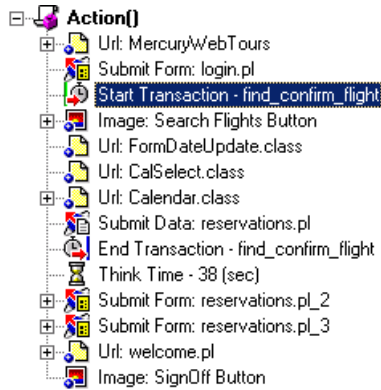 Action()
Url: MercuryWebTours
Submit Form: login.pl
Start Transaction - find_confirm_flight
Image: Search Flights Button
Url: FormDateUpdate.class
Url: CalSelect.class
Url: Calendar.class
Submit Data: reservations.pl
End Transaction - find_confirm_flight
Think Time - 38 (sec)
Submit Form: reservations.pl_2
Submit Form: reservations.pl_3
Url: welcome.pl
Image: SignOff Button